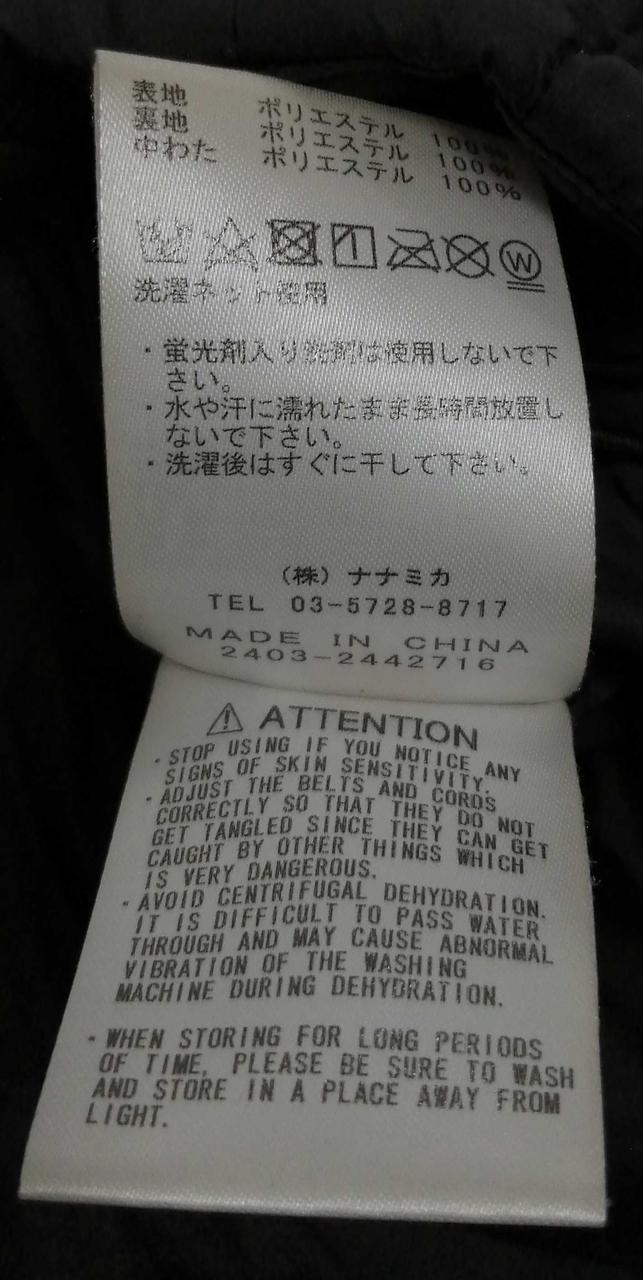 表地 ポリエステル 100%
裏地 ポリエステル 100%
中わた ポリエステル 100%
W
洗濯ネット使用
・蛍光剤入り洗剤は使用しないで下
さい。
・水や汗に濡れたまま長時間放置し
ないで下さい。
・洗濯後はすぐに干して下さい。
(株) ナナミカ
TEL 03-5728-8717
MADE IN CHINA
2403-2442716
⚠ ATTENTION
・STOP USING IF YOU NOTICE ANY
SIGNS OF SKIN SENSITIVITY.
・ADJUST THE BELTS AND CORDS
CORRECTLY SO THAT THEY DO NOT
GET TANGLED SINCE THEY CAN GET
CAUGHT BY OTHER THINGS WHICH
IS VERY DANGEROUS.
・AVOID CENTRIFUGAL DEHYDRATION.
IT IS DIFFICULT TO PASS WATER
THROUGH AND MAY CAUSE ABNORMAL
VIBRATION OF THE WASHING
MACHINE DURING DEHYDRATION.
・WHEN STORING FOR LONG PERIODS
OF TIME, PLEASE BE SURE TO WASH
AND STORE IN A PLACE AWAY FROM
LIGHT.